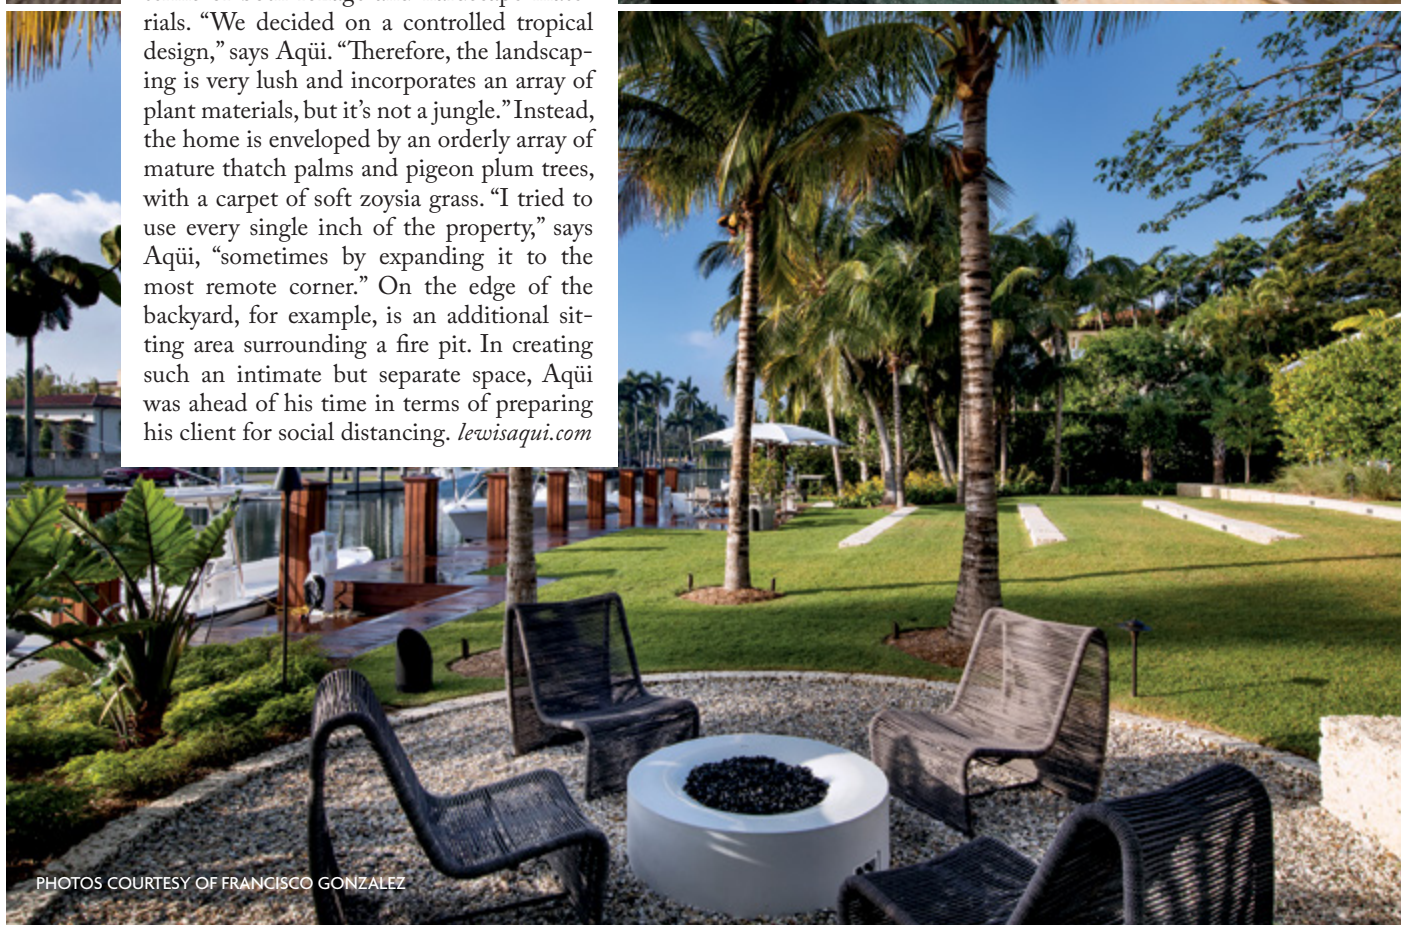 rials. “We decided on a controlled tropical
design,” says Aqüi. “Therefore, the landscap-
ing is very lush and incorporates an array of
plant materials, but it’s not a jungle.” Instead,
the home is enveloped by an orderly array of
mature thatch palms and pigeon plum trees,
with a carpet of soft zoysia grass. “I tried to
use every single inch of the property,” says
Aqüi, “sometimes by expanding it to the
most remote corner.” On the edge of the
backyard, for example, is an additional sit-
ting area surrounding a fire pit. In creating
such an intimate but separate space, Aqüi
was ahead of his time in terms of preparing
his client for social distancing. lewisaqui.com
PHOTOS COURTESY OF FRANCISCO GONZALEZ